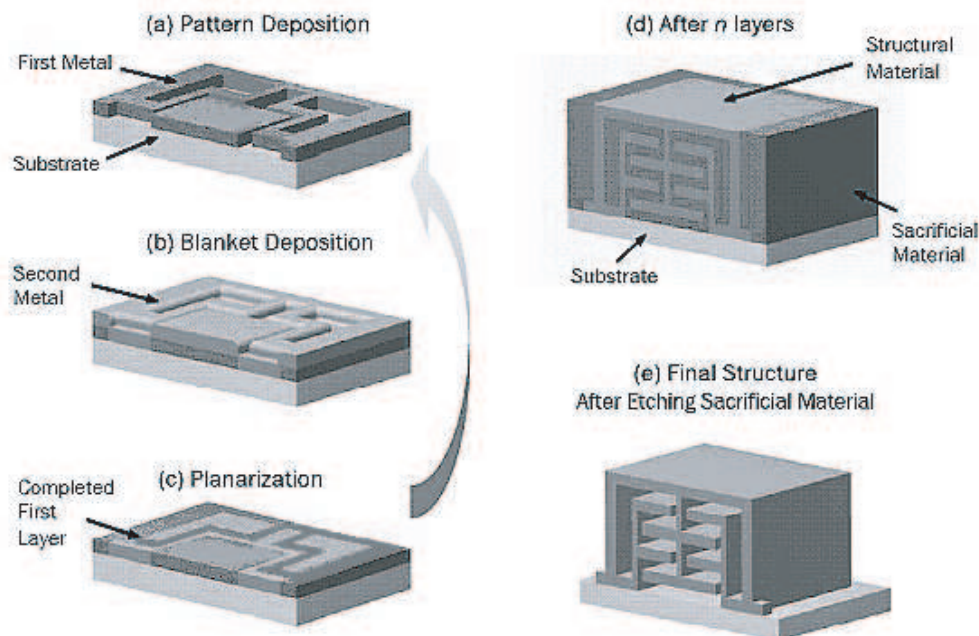 (a) Pattern Deposition
First Metal
Substrate
(b) Blanket Deposition
Second
Metal
(c) Planarization
Completed
First
Layer
(d) After n layers
Structural
Material
Sacrificial
Material
Substrate
(e) Final Structure
After Etching Sacrificial Material